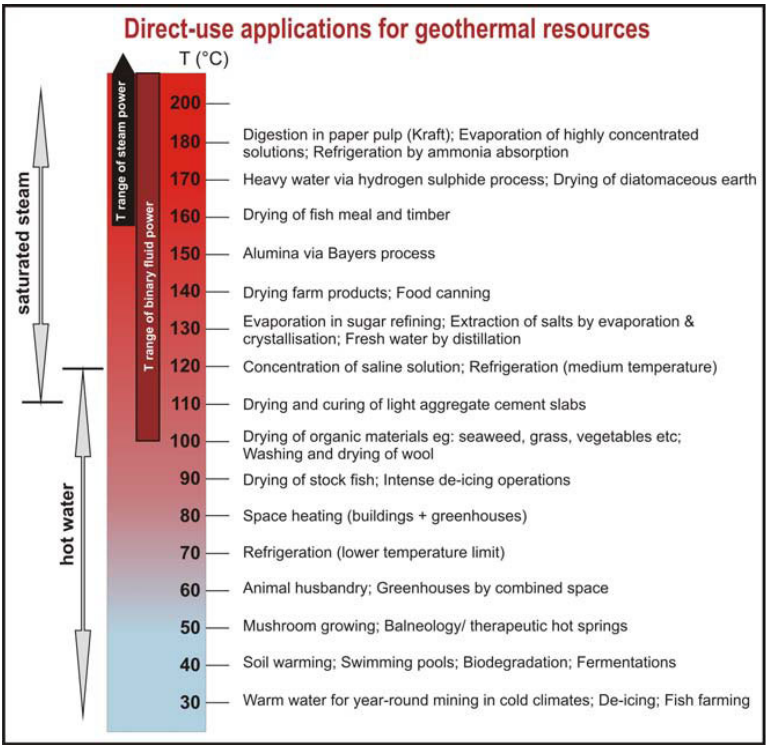 Direct-use applications for geothermal resources
T (°C)
saturated steam
hot water
T range of steam power
T range of binary fluid power
200
180 Digestion in paper pulp (Kraft); Evaporation of highly concentrated
solutions; Refrigeration by ammonia absorption
170 Heavy water via hydrogen sulphide process; Drying of diatomaceous earth
160 Drying of fish meal and timber
150 Alumina via Bayers process
140 Drying farm products; Food canning
130 Evaporation in sugar refining; Extraction of salts by evaporation &
crystallisation; Fresh water by distillation
120 Concentration of saline solution; Refrigeration (medium temperature)
110 Drying and curing of light aggregate cement slabs
100 Drying of organic materials eg: seaweed, grass, vegetables etc;
Washing and drying of wool
90 Drying of stock fish; Intense de-icing operations
80 Space heating (buildings + greenhouses)
70 Refrigeration (lower temperature limit)
60 Animal husbandry; Greenhouses by combined space
50 Mushroom growing; Balneology/ therapeutic hot springs
40 Soil warming; Swimming pools; Biodegradation; Fermentations
30 Warm water for year-round mining in cold climates; De-icing; Fish farming